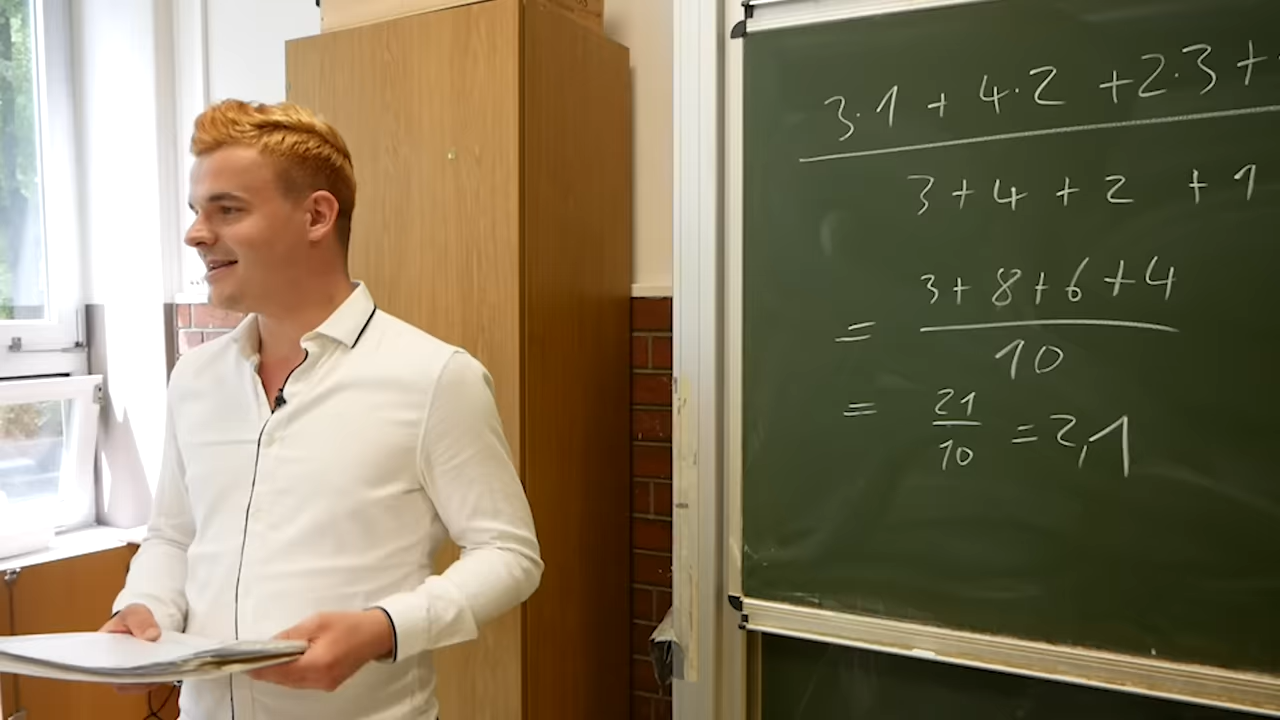 3·1 + 4·2 +2·3 +
3 + 4 + 2 + 1
= 3+8+6+4
10
= 21
10
= 2,1